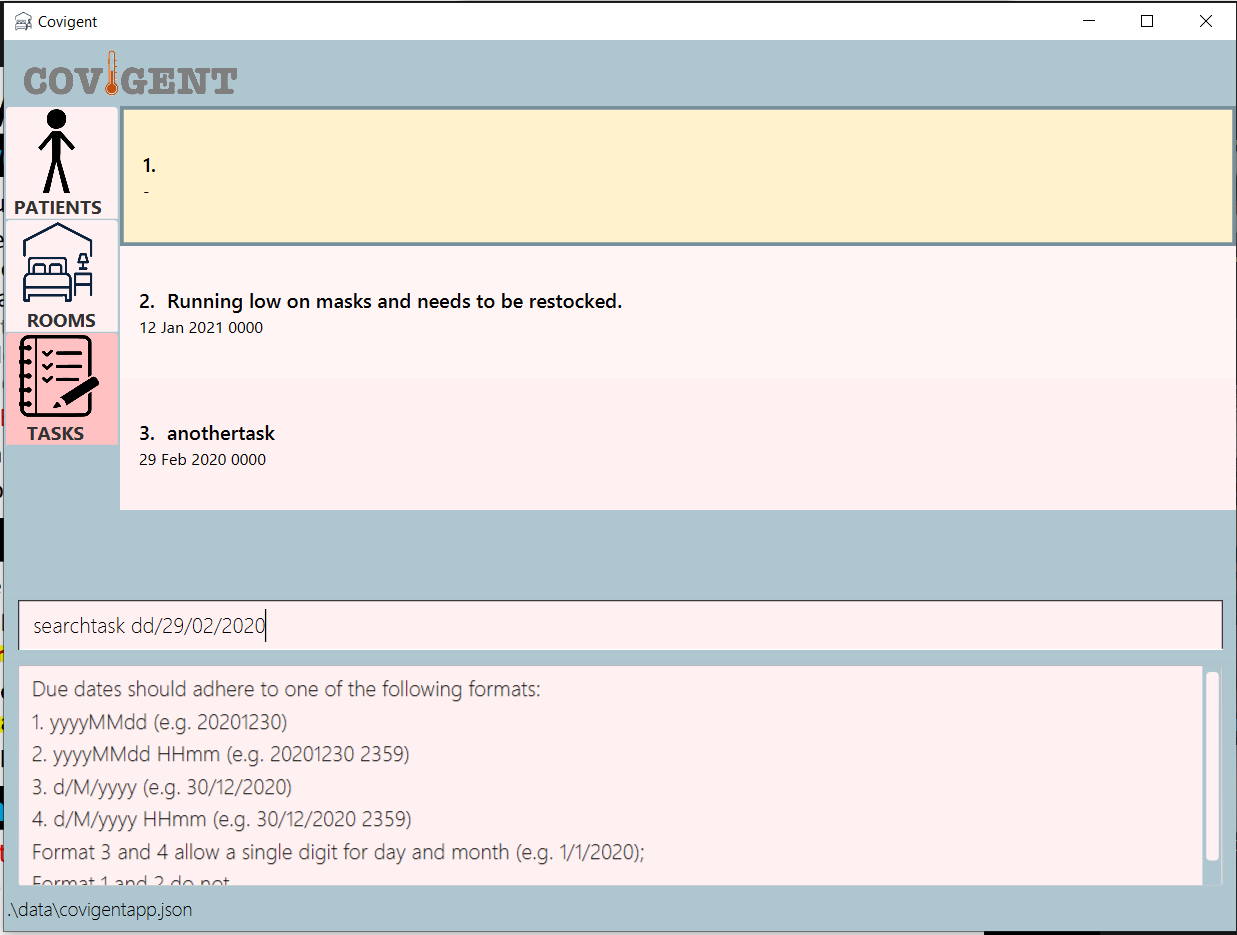 Covigent
COVIGENT
PATIENTS
ROOMS
TASKS
1.
-
2. Running low on masks and needs to be restocked.
12 Jan 2021 0000
3. anothertask
29 Feb 2020 0000
searchtask dd/29/02/2020
Due dates should adhere to one of the following formats:
1. yyyyMMdd (e.g. 20201230)
2. yyyyMMdd HHmm (e.g. 20201230 2359)
3. d/M/yyyy (e.g. 30/12/2020)
4. d/M/yyyy HHmm (e.g. 30/12/2020 2359)
Format 3 and 4 allow a single digit for day and month (e.g. 1/1/2020);
Format 1 and 2 do not
.\data\covigentapp.json